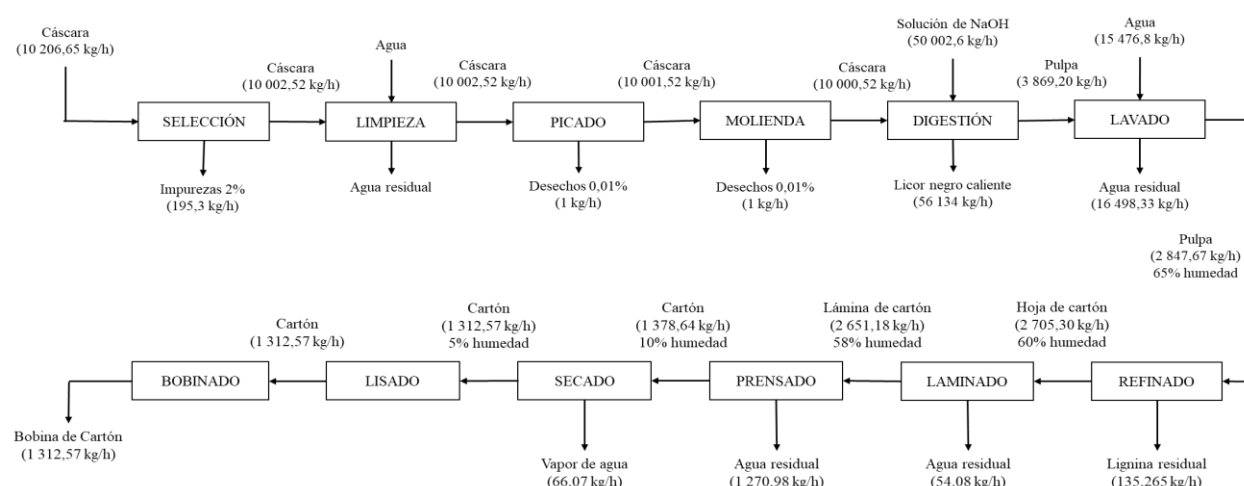 Cáscara
(10 206,65 kg/h)
SELECCIÓN
Impurezas 2%
(195,3 kg/h)
Cáscara
(10 002,52 kg/h)
Agua
LIMPIEZA
Agua residual
Cáscara
(10 002,52 kg/h)
PICADO
Desechos 0,01%
(1 kg/h)
Cáscara
(10 001,52 kg/h)
MOLIENDA
Desechos 0,01%
(1 kg/h)
Cáscara
(10 000,52 kg/h)
Solución de NaOH
(50 002,6 kg/h)
DIGESTIÓN
Licor negro caliente
(56 134 kg/h)
Pulpa
(3 869,20 kg/h)
Agua
(15 476,8 kg/h)
LAVADO
Agua residual
(16 498,33 kg/h)
Pulpa
(2 847,67 kg/h)
65% humedad
REFINADO
Lignina residual
(135,265 kg/h)
Hoja de cartón
(2 705,30 kg/h)
60% humedad
LAMINADO
Agua residual
(54,08 kg/h)
Lámina de cartón
(2 651,18 kg/h)
58% humedad
PRENSADO
Agua residual
(1 270,98 kg/h)
Cartón
(1 378,64 kg/h)
10% humedad
SECADO
Vapor de agua
(66,07 kg/h)
Cartón
(1 312,57 kg/h)
5% humedad
LISADO
Cartón
(1 312,57 kg/h)
BOBINADO
Bobina de Cartón
(1 312,57 kg/h)